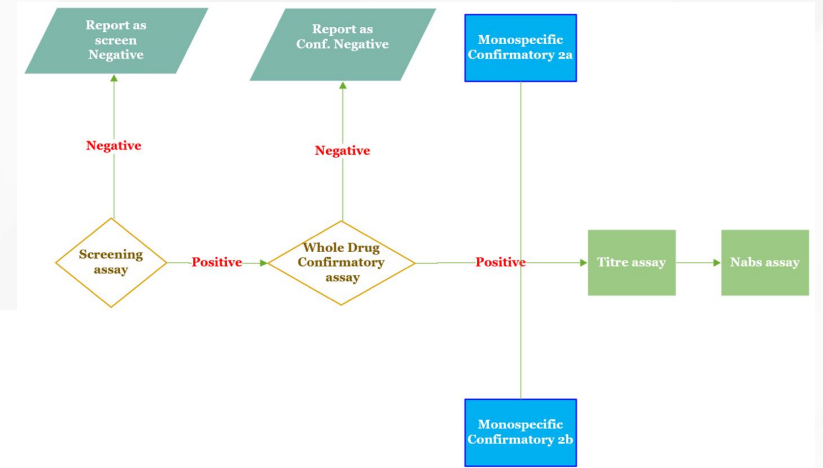 Report as
screen
Negative
Report as
Conf. Negative
Monospecific
Confirmatory 2a
Negative
Negative
Screening
assay
Positive
Whole Drug
Confirmatory
assay
Positive
Titre assay
Nabs assay
Monospecific
Confirmatory 2b